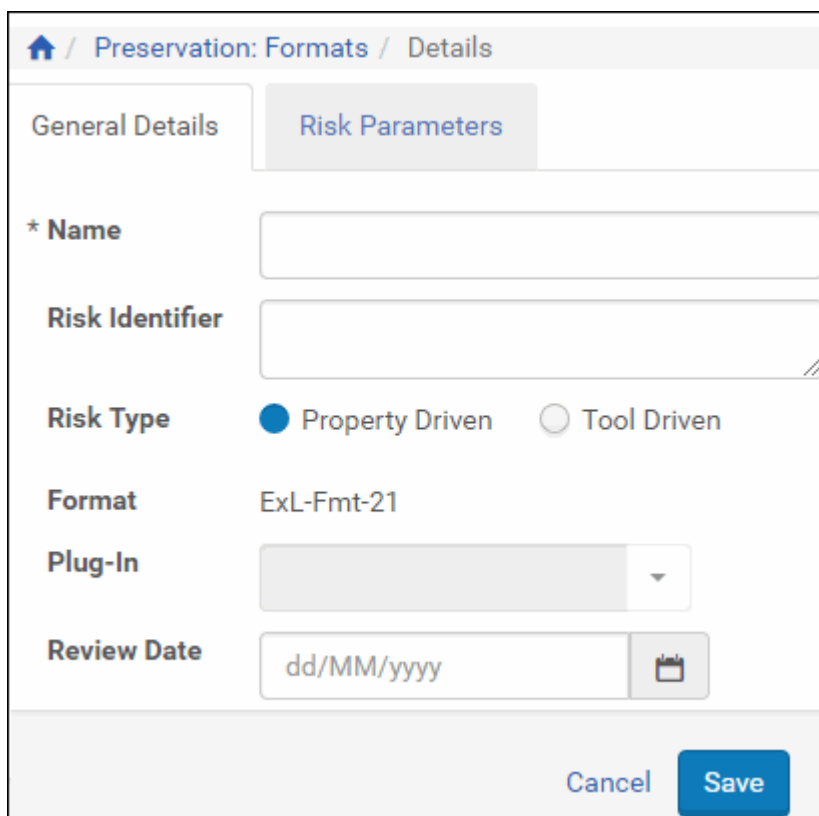 / Preservation: Formats / Details
General Details Risk Parameters
* Name
Risk Identifier
Risk Type Property Driven Tool Driven
Format ExL-Fmt-21
Plug-In
Review Date dd/MM/yyyy
Cancel Save